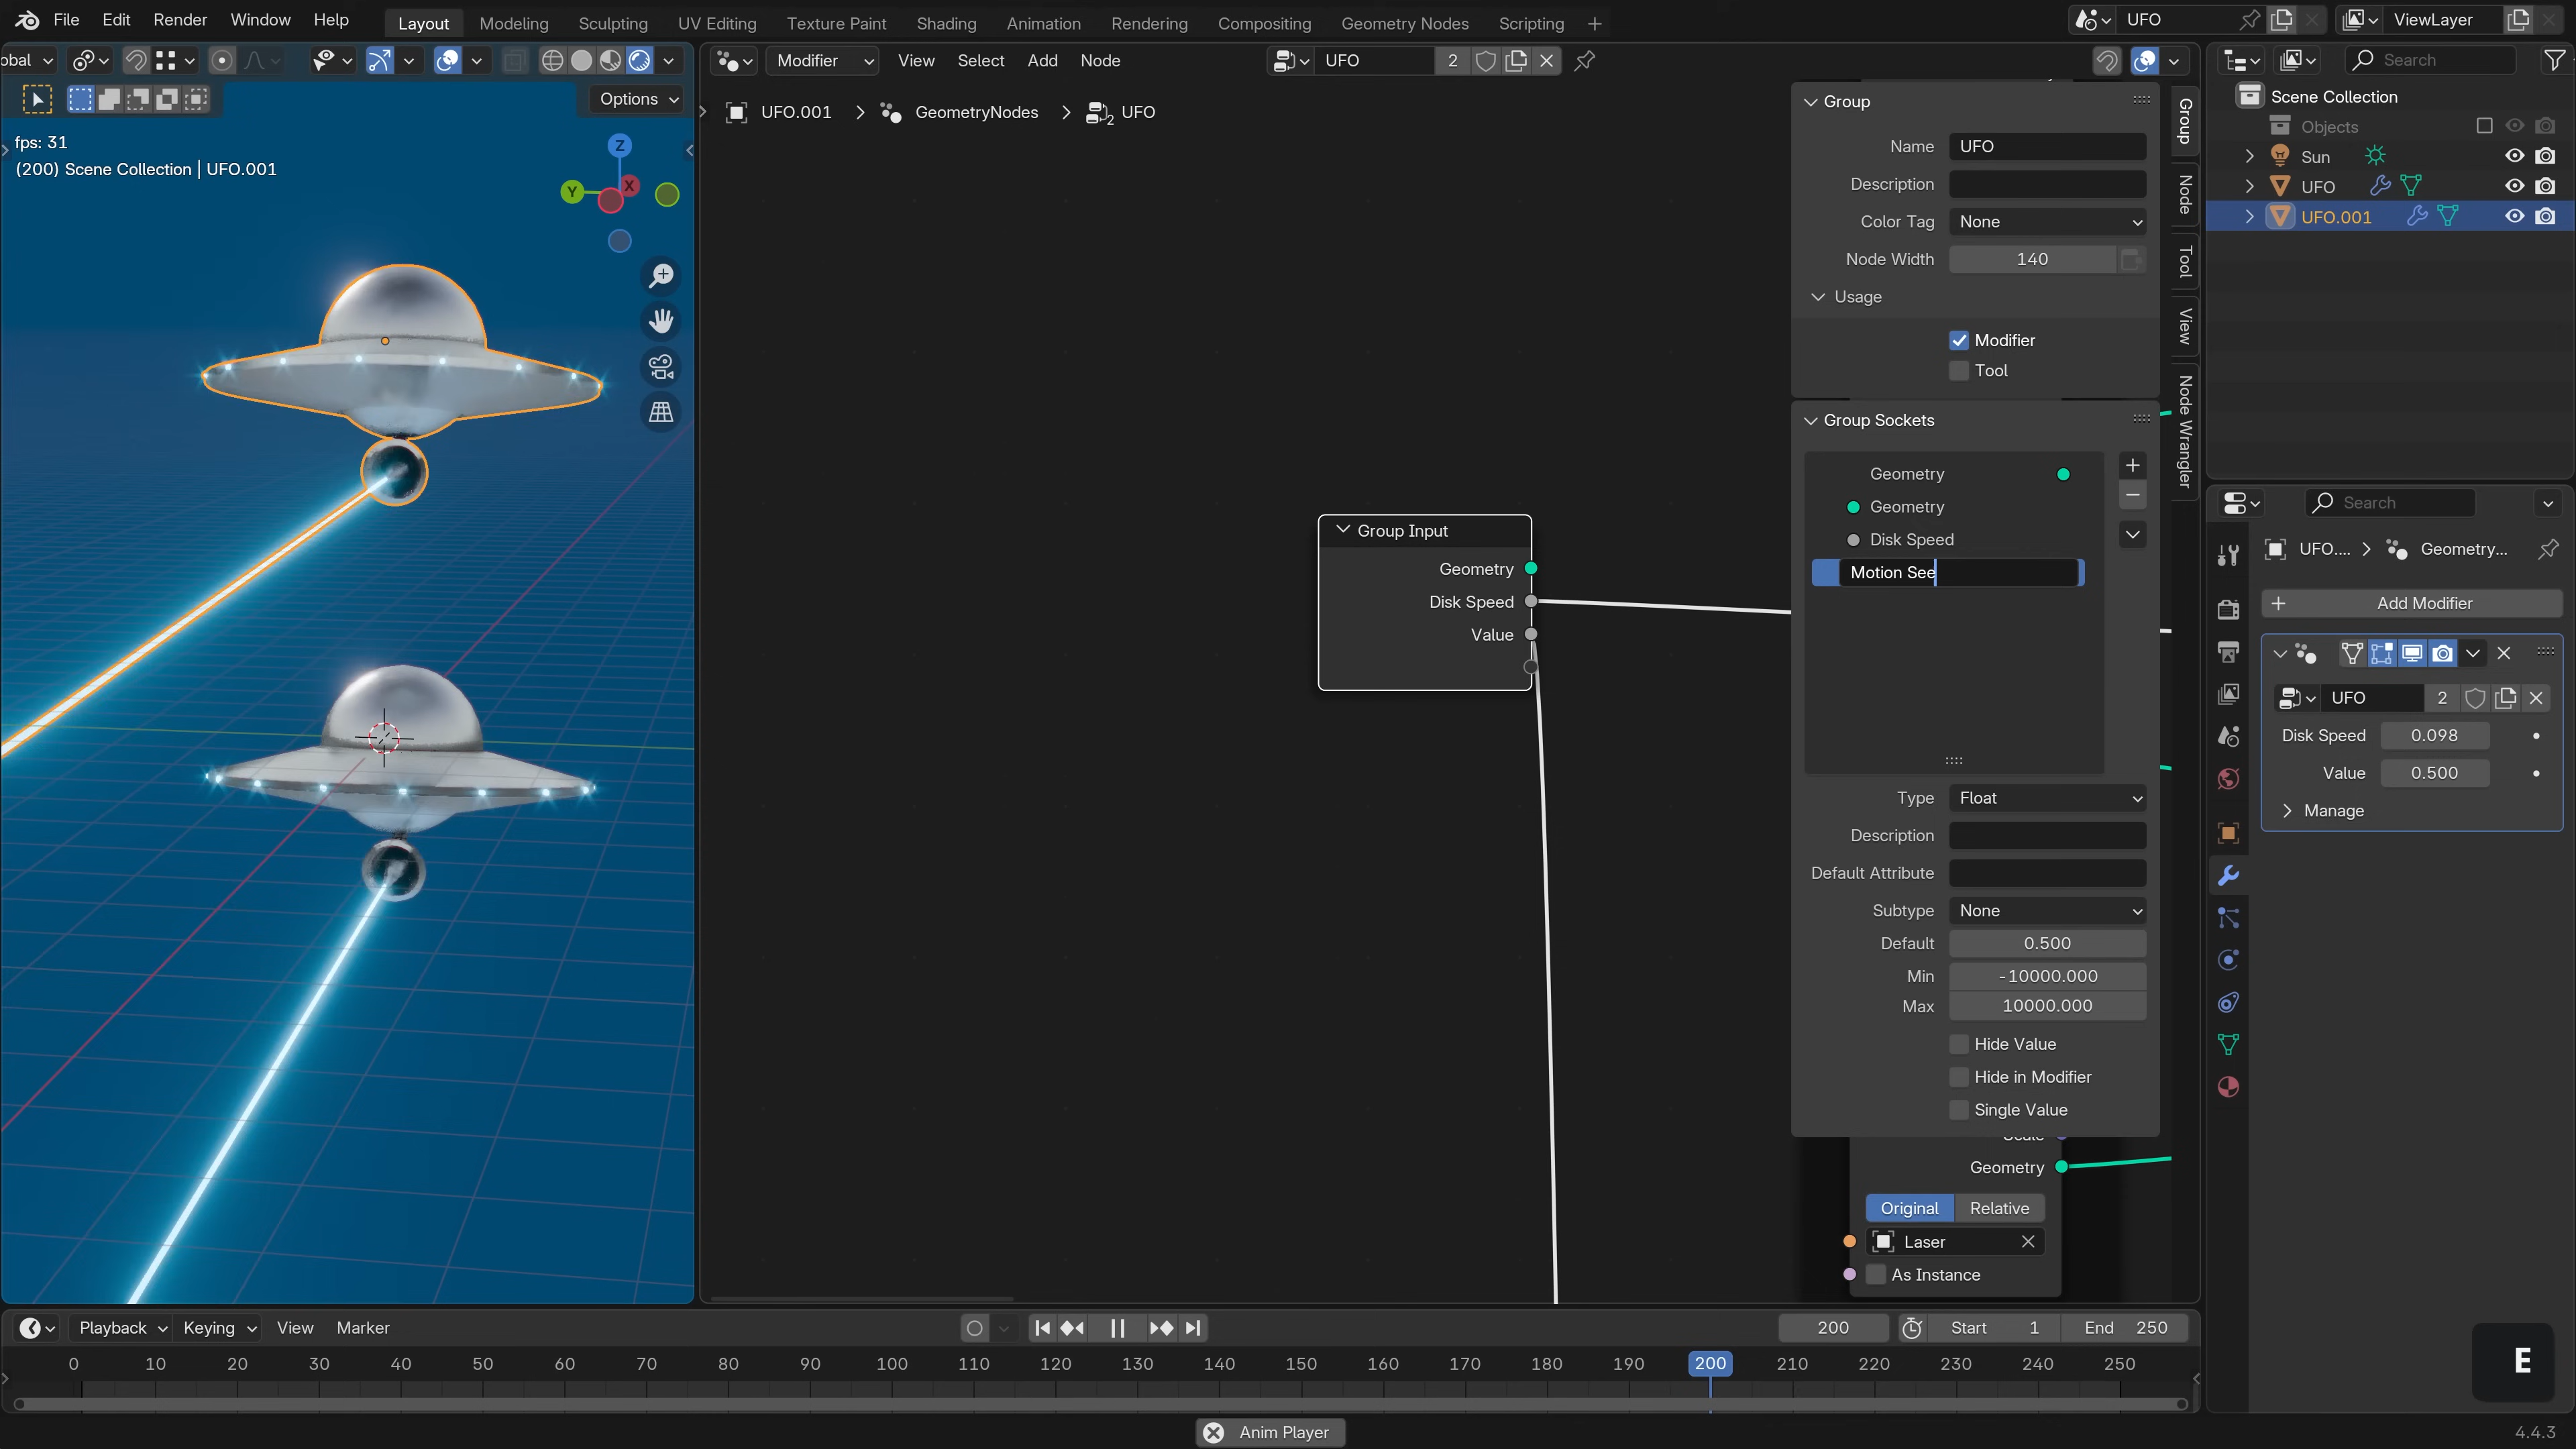 File Edit Render Window Help
Layout Modeling Sculpting UV Editing Texture Paint Shading Animation Rendering Compositing Geometry Nodes Scripting +
UFO
ViewLayer
obal
Options
fps: 31
(200) Scene Collection | UFO.001
Z
Y
X
Modifier View Select Add Node
UFO 2
UFO.001 > GeometryNodes > 2 UFO
Group Input
Geometry
Disk Speed
Value
Group
Name UFO
Description
Color Tag None
Node Width 140
Usage
Modifier
Tool
Group Sockets
Geometry
Geometry
Disk Speed
Motion See
Type Float
Description
Default Attribute
Subtype None
Default 0.500
Min -10000.000
Max 10000.000
Hide Value
Hide in Modifier
Single Value
Scale
Geometry
Original Relative
Laser
As Instance
Group
Node
Tool
View
Node Wrangler
Search
Scene Collection
Objects
Sun
UFO
UFO.001
Search
UFO.... > Geometry...
+ Add Modifier
UFO 2
Disk Speed 0.098
Value 0.500
Manage
Playback Keying View Marker
200 Start 1 End 250
0 10 20 30 40 50 60 70 80 90 100 110 120 130 140 150 160 170 180 190 200 210 220 230 240 250
E
Anim Player
4.4.3